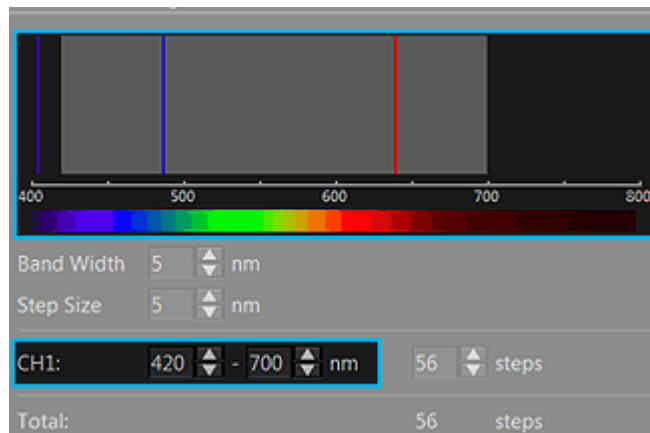 400 500 600 700 800
Band Width 5 nm
Step Size 5 nm
CH1: 420 - 700 nm 56 steps
Total: 56 steps